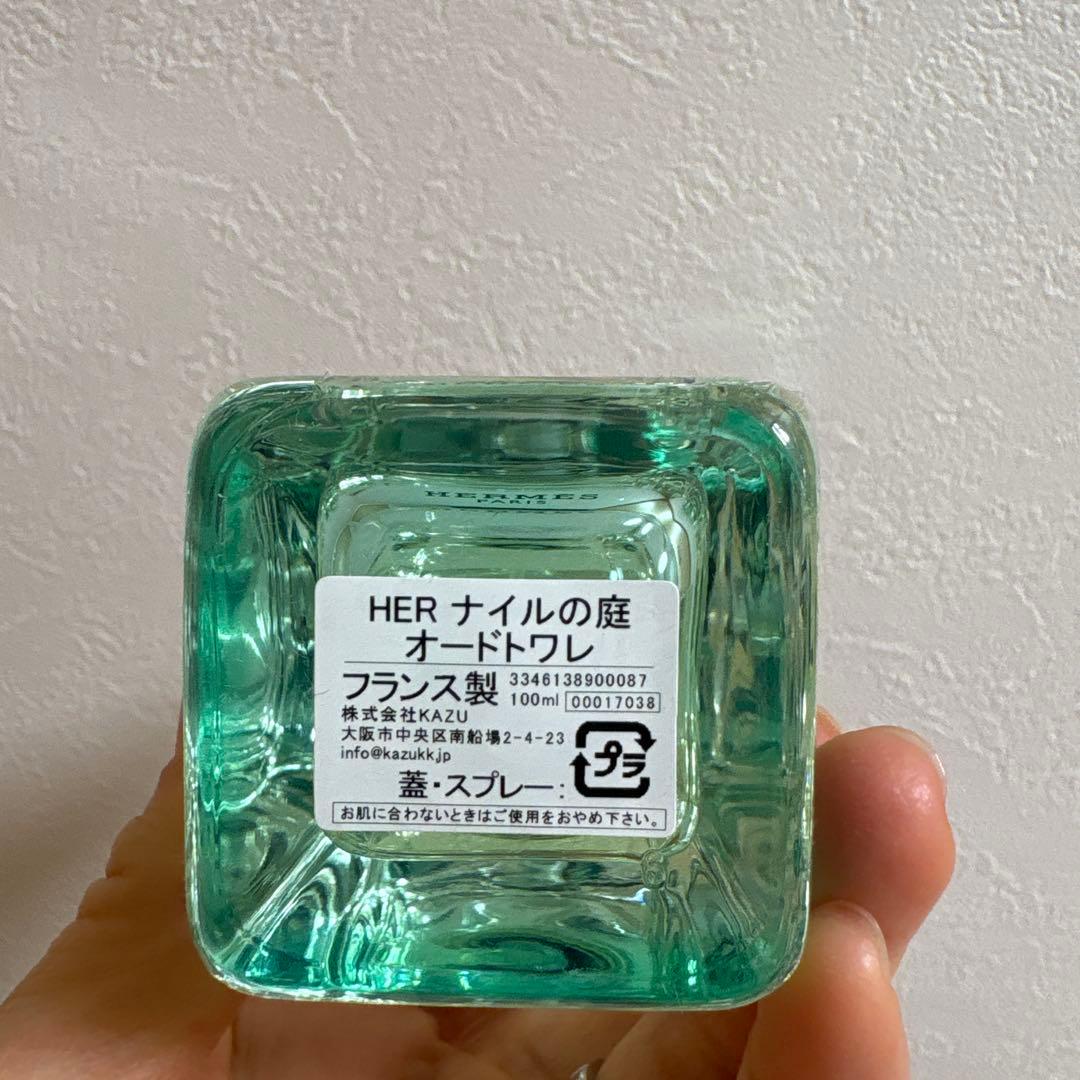 HERMES
PARIS
HER ナイルの庭
オードトワレ
フランス製 3346138900087
100ml 00017038
株式会社KAZU
大阪市中央区南船場2-4-23
info@kazukk.jp
蓋・スプレー: プラ
お肌に合わないときはご使用をおやめ下さい。